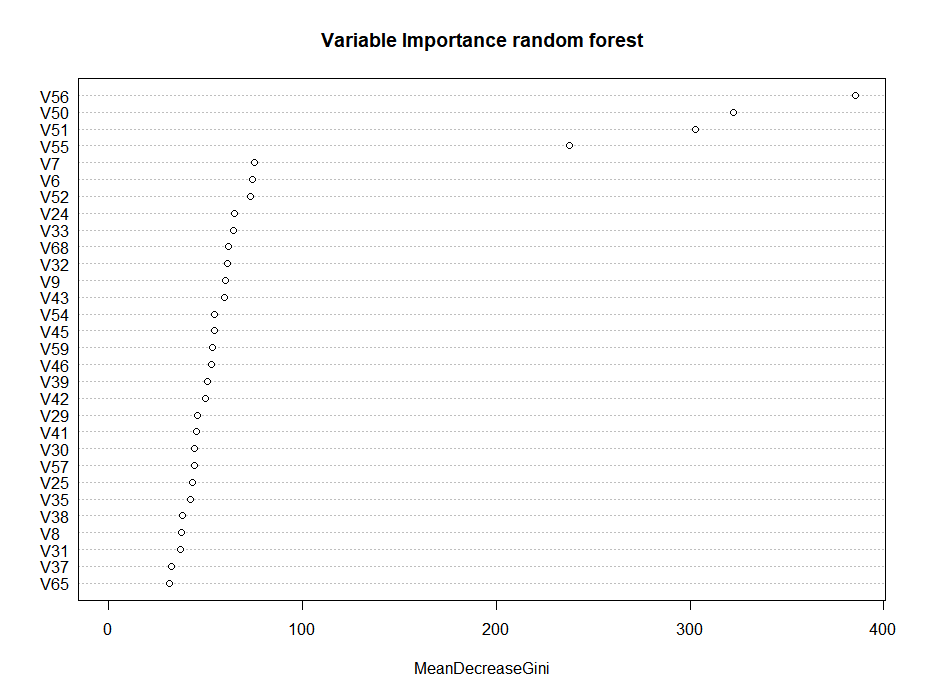 Variable Importance random forest
V56
V50
V51
V55
V7
V6
V52
V24
V33
V68
V32
V9
V43
V54
V45
V59
V46
V39
V42
V29
V41
V30
V57
V25
V35
V38
V8
V31
V37
V65
0 100 200 300 400
MeanDecreaseGini